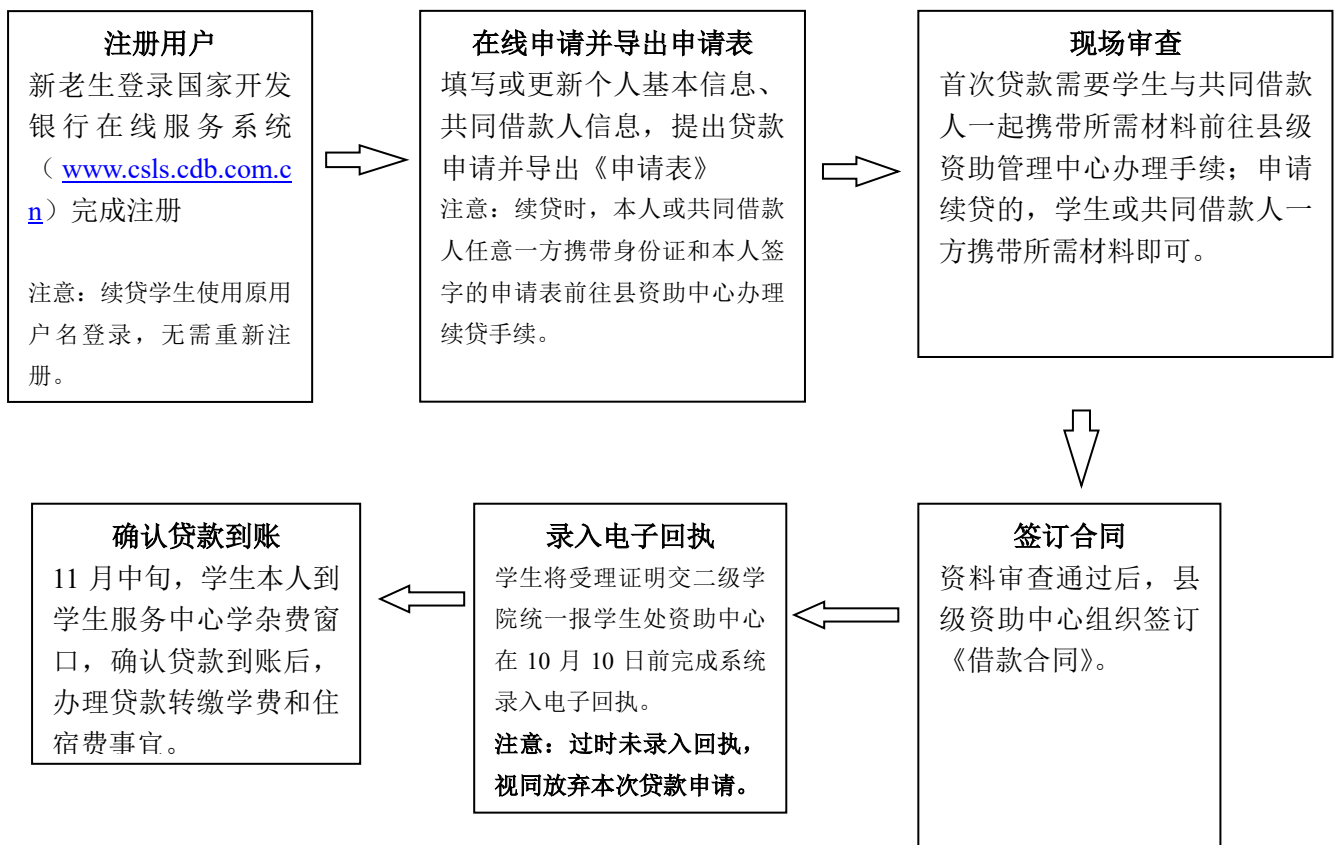 注册用户
新老生登录国家开发
银行在线服务系统
（www.csls.cdb.com.c
n）完成注册
注意：续贷学生使用原用
户名登录，无需重新注
册。
在线申请并导出申请表
填写或更新个人基本信息、
共同借款人信息，提出贷款
申请并导出《申请表》
注意：续贷时，本人或共同借款
人任意一方携带身份证和本人签
字的申请表前往县资助中心办理
续贷手续。
现场审查
首次贷款需要学生与共同借款
人一起携带所需材料前往县级
资助管理中心办理手续；申请
续贷的，学生或共同借款人一
方携带所需材料即可。
签订合同
资料审查通过后，县
级资助中心组织签订
《借款合同》。
录入电子回执
学生将受理证明交二级学
院统一报学生处资助中心
在 10 月 10 日前完成系统
录入电子回执。
注意：过时未录入回执，
视同放弃本次贷款申请。
确认贷款到账
11 月中旬，学生本人到
学生服务中心学杂费窗
口，确认贷款到账后，
办理贷款转缴学费和住
宿费事宜。